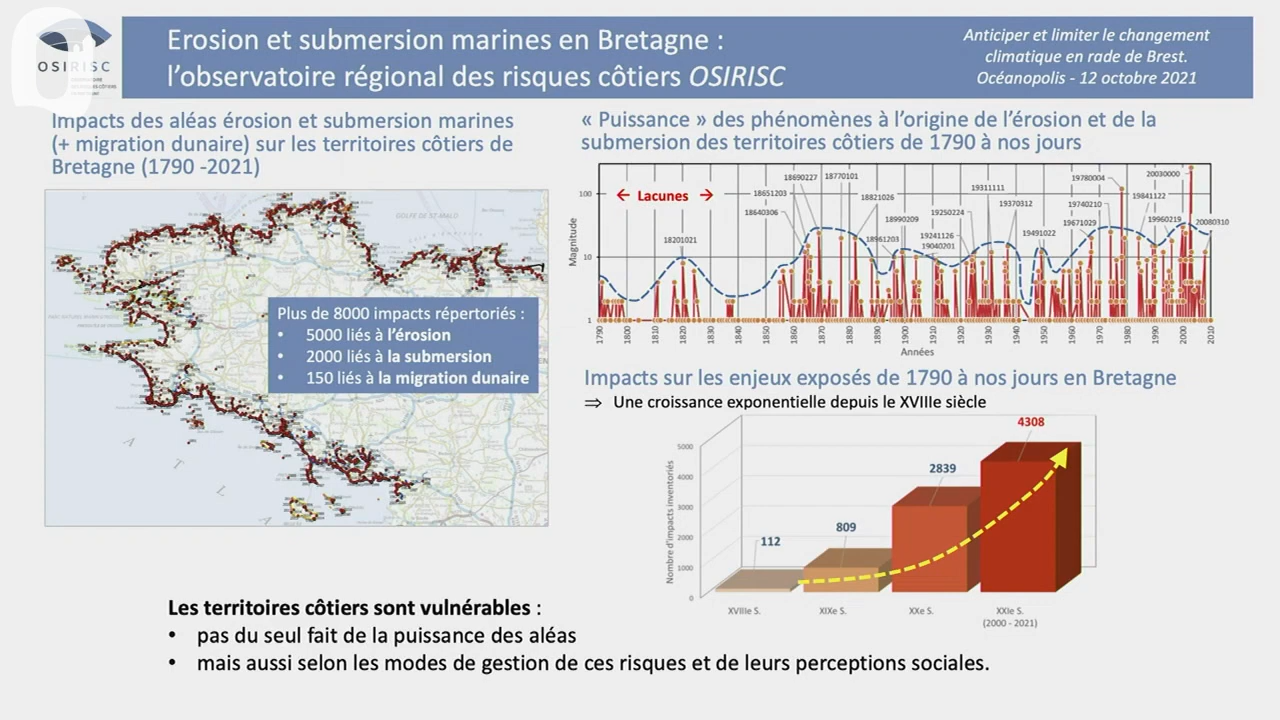 OSIRISC
Erosion et submersion marines en Bretagne :
l'observatoire régional des risques côtiers OSIRISC
Anticiper et limiter le changement
climatique en rade de Brest.
Océanopolis - 12 octobre 2021
Impacts des aléas érosion et submersion marines
(+ migration dunaire) sur les territoires côtiers de
Bretagne (1790 -2021)
GOLFE DE ST-MALO
Plus de 8000 impacts répertoriés :
• 5000 liés à l'érosion
• 2000 liés à la submersion
• 150 liés à la migration dunaire
A T L
« Puissance » des phénomènes à l'origine de l'érosion et de la
submersion des territoires côtiers de 1790 à nos jours
Magnitude
100
10
1
← Lacunes →
18201021
18640306
18651203
18690227
18770101
18821026
18961203
18990209
19040201
19241126
19250224
19311111
19370312
19491022
19671029
19740210
19780004
19841122
19960219
20030000
20080310
1790 1800 1810 1820 1830 1840 1850 1860 1870 1880 1890 1900 1910 1920 1930 1940 1950 1960 1970 1980 1990 2000 2010
Années
Impacts sur les enjeux exposés de 1790 à nos jours en Bretagne
⇒ Une croissance exponentielle depuis le XVIIIe siècle
Nombre d'impacts inventoriés
5000
4000
3000
2000
1000
0
112
809
2839
4308
XVIIIe S. XIXe S. XXe S. XXIe S.
(2000 - 2021)
Les territoires côtiers sont vulnérables :
• pas du seul fait de la puissance des aléas
• mais aussi selon les modes de gestion de ces risques et de leurs perceptions sociales.